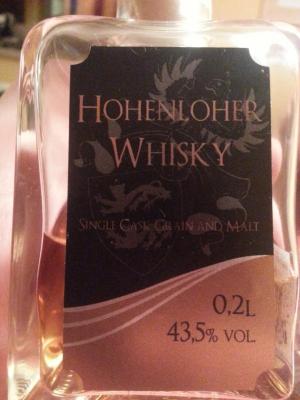 HOHENLOHER
WHISKY
SINGLE CASK GRAIN AND MALT
0,2L
43,5% VOL.